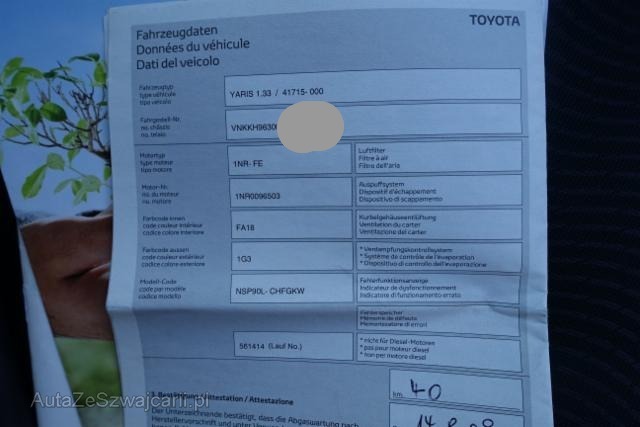 Fahrzeugdaten
Données du véhicule
Dati del veicolo
TOYOTA
Fahrzeugtyp
type véhicule
tipo veicolo
YARIS 1.33 / 41715- 000
Fahrgestell-Nr.
no. châssis
no. telaio
VNKKH9630
Motortyp
type moteur
tipo motore
1NR- FE
Luftfilter
Filtre à air
Filtro dell'aria
Motor-Nr.
no. du moteur
no. motore
1NR0096503
Auspuffsystem
Dispositif d'échappement
Dispositivo di scappamento
Farbcode innen
code couleur intérieur
codice colore interiore
FA18
Kurbelgehäuseentlüftung
Ventilation du carter
Ventilazione del carter
Farbcode aussen
code couleur extérieur
codice colore esteriore
1G3
* Verdampfungskontrollsystem
* Système de contrôle de l'évaporation
* Dispositivo di controllo dell'evaporazione
Modell-Code
code par modèle
codice modello
NSP90L- CHFGKW
Fehlerfunktionsanzeige
Indicateur de dysfonctionnement
Indicatore di funzionamento errato
Fehlerspeicher
Mémoire de défauts
Memorizzatore di errori
561414 (Lauf No.)
* nicht für Diesel-Motoren
* pas pour moteur diesel
* non per motore diesel
/Attestation / Attestazione
km. 40
Der Unterzeichnende bestätigt, dass die Abgaswartung nach
Herstellervorschrift und unter
AutaZeSzwajcarii.pl